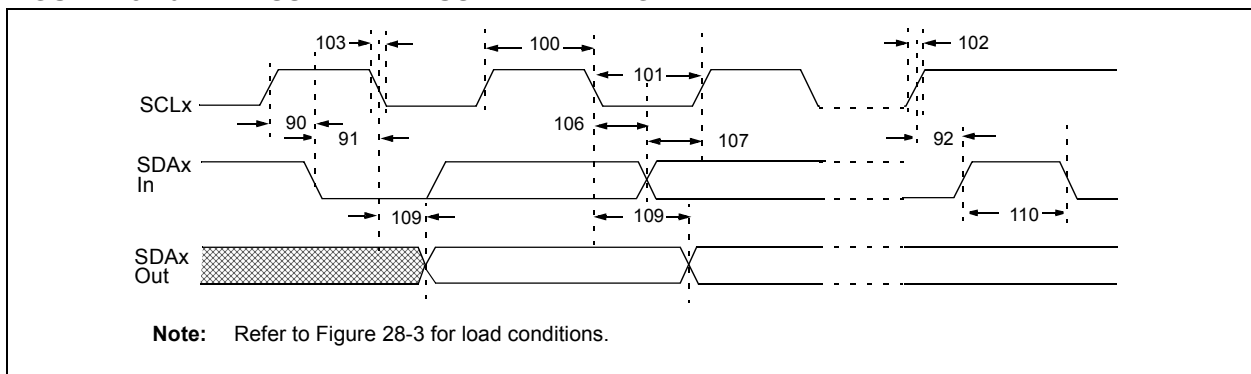 103
100
101
102
SCLx
90
91
106
107
92
SDAx
In
109
109
110
SDAx
Out
Note: Refer to Figure 28-3 for load conditions.